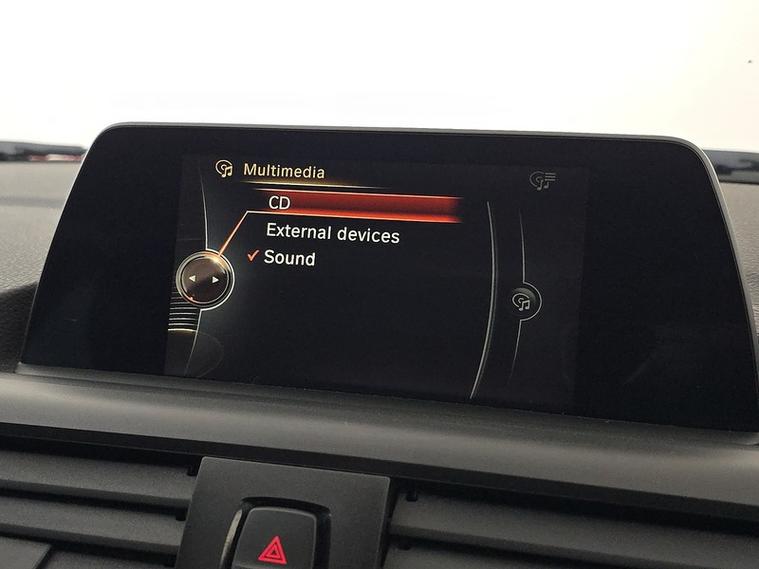 Multimedia
CD
External devices
Sound